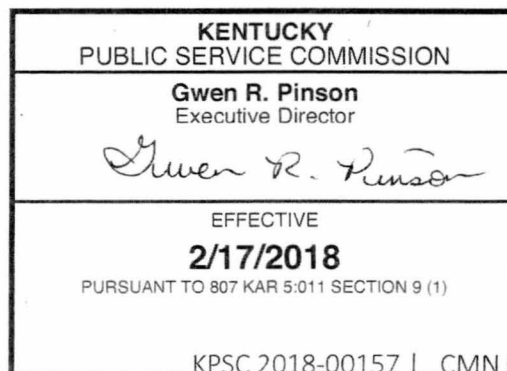 KENTUCKY
PUBLIC SERVICE COMMISSION
Gwen R. Pinson
Executive Director
Gwen R. Pinson
EFFECTIVE
2/17/2018
PURSUANT TO 807 KAR 5:011 SECTION 9 (1)
KPSC 2018-00157 | CMN